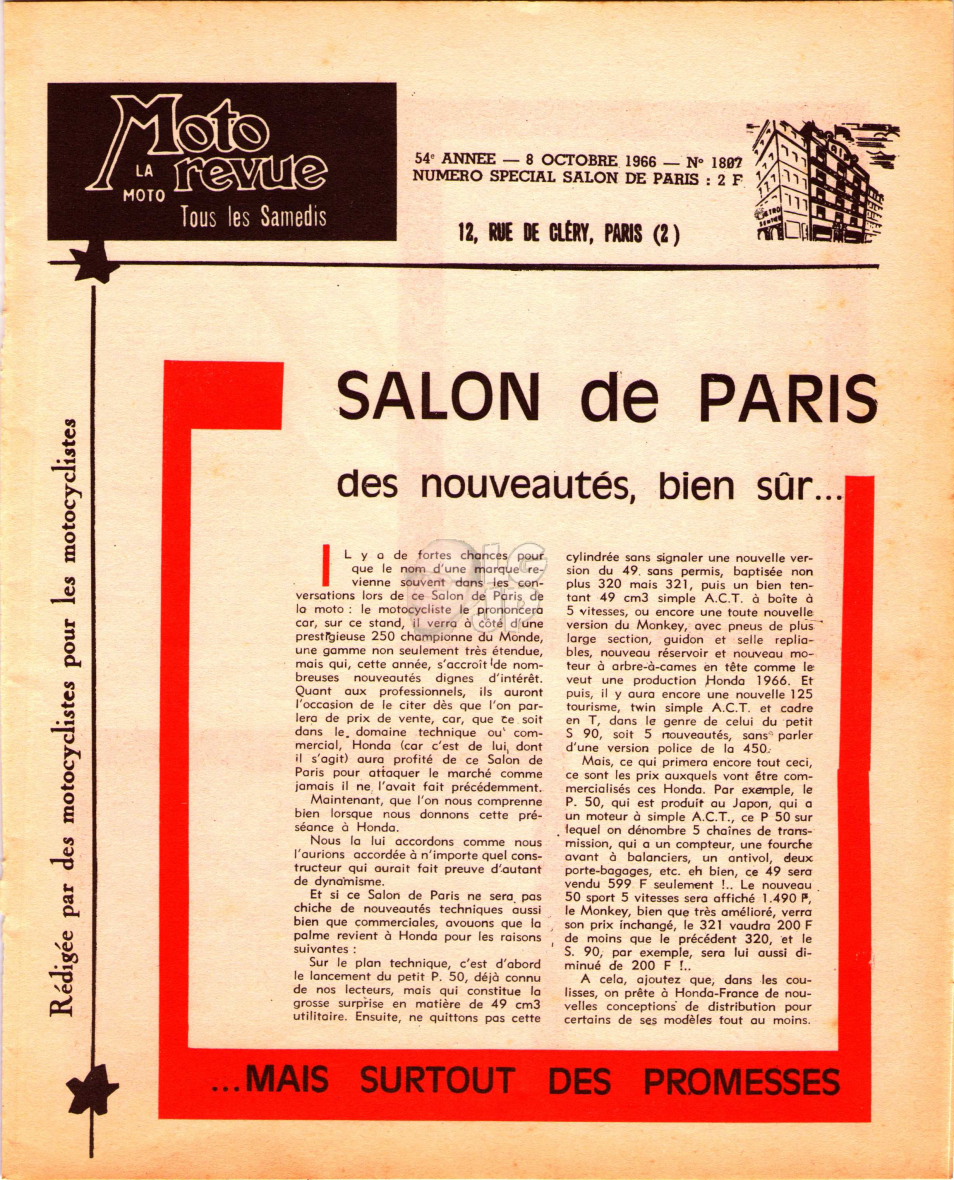 Moto
LA MOTO revue
Tous les Samedis
54e ANNEE — 8 OCTOBRE 1966 — No 1807
NUMERO SPECIAL SALON DE PARIS : 2 F
12, RUE DE CLÉRY, PARIS (2)
METRO
SENTIER
Rédigée par des motocyclistes pour les motocyclistes
SALON de PARIS
des nouveautés, bien sûr...
IL y a de fortes chances pour
que le nom d'une marque re-
vienne souvent dans les con-
versations lors de ce Salon de Paris de
la moto : le motocycliste le prononcera
car, sur ce stand, il verra à côté d'une
prestigieuse 250 championne du Monde,
une gamme non seulement très étendue,
mais qui, cette année, s'accroit de nom-
breuses nouveautés dignes d'intérêt.
Quant aux professionnels, ils auront
l'occasion de le citer dès que l'on par-
lera de prix de vente, car, que ce soit
dans le domaine technique ou com-
mercial, Honda (car c'est de lui dont
il s'agit) aura profité de ce Salon de
Paris pour attaquer le marché comme
jamais il ne l'avait fait précédemment.
Maintenant, que l'on nous comprenne
bien lorsque nous donnons cette pré-
séance à Honda.
Nous la lui accordons comme nous
l'aurions accordée à n'importe quel cons-
tructeur qui aurait fait preuve d'autant
de dynamisme.
Et si ce Salon de Paris ne sera pas
chiche de nouveautés techniques aussi
bien que commerciales, avouons que la
palme revient à Honda pour les raisons
suivantes :
Sur le plan technique, c'est d'abord
le lancement du petit P. 50, déjà connu
de nos lecteurs, mais qui constitue la
grosse surprise en matière de 49 cm3
utilitaire. Ensuite, ne quittons pas cette
cylindrée sans signaler une nouvelle ver-
sion du 49. sans permis, baptisée non
plus 320 mais 321, puis un bien ten-
tant 49 cm3 simple A.C.T. à boîte à
5 vitesses, ou encore une toute nouvelle
version du Monkey, avec pneus de plus
large section, guidon et selle replia-
bles, nouveau réservoir et nouveau mo-
teur à arbre-à-cames en tête comme le
veut une production Honda 1966. Et
puis, il y aura encore une nouvelle 125
tourisme, twin simple A.C.T. et cadre
en T, dans le genre de celui du petit
S 90, soit 5 nouveautés, sans parler
d'une version police de la 450.
Mais, ce qui primera encore tout ceci,
ce sont les prix auxquels vont être com-
mercialisés ces Honda. Par exemple, le
P. 50, qui est produit au Japon, qui a
un moteur à simple A.C.T., ce P 50 sur
lequel on dénombre 5 chaînes de trans-
mission, qui a un compteur, une fourche
avant à balanciers, un antivol, deux
porte-bagages, etc. eh bien, ce 49 sera
vendu 599 F seulement !.. Le nouveau
50 sport 5 vitesses sera affiché 1.490 F,
le Monkey, bien que très amélioré, verra
son prix inchangé, le 321 vaudra 200 F
de moins que le précédent 320, et le
S. 90, par exemple, sera lui aussi di-
minué de 200 F !..
A cela, ajoutez que, dans les cou-
lisses, on prête à Honda-France de nou-
velles conceptions de distribution pour
certains de ses modèles tout au moins.
...MAIS SURTOUT DES PROMESSES